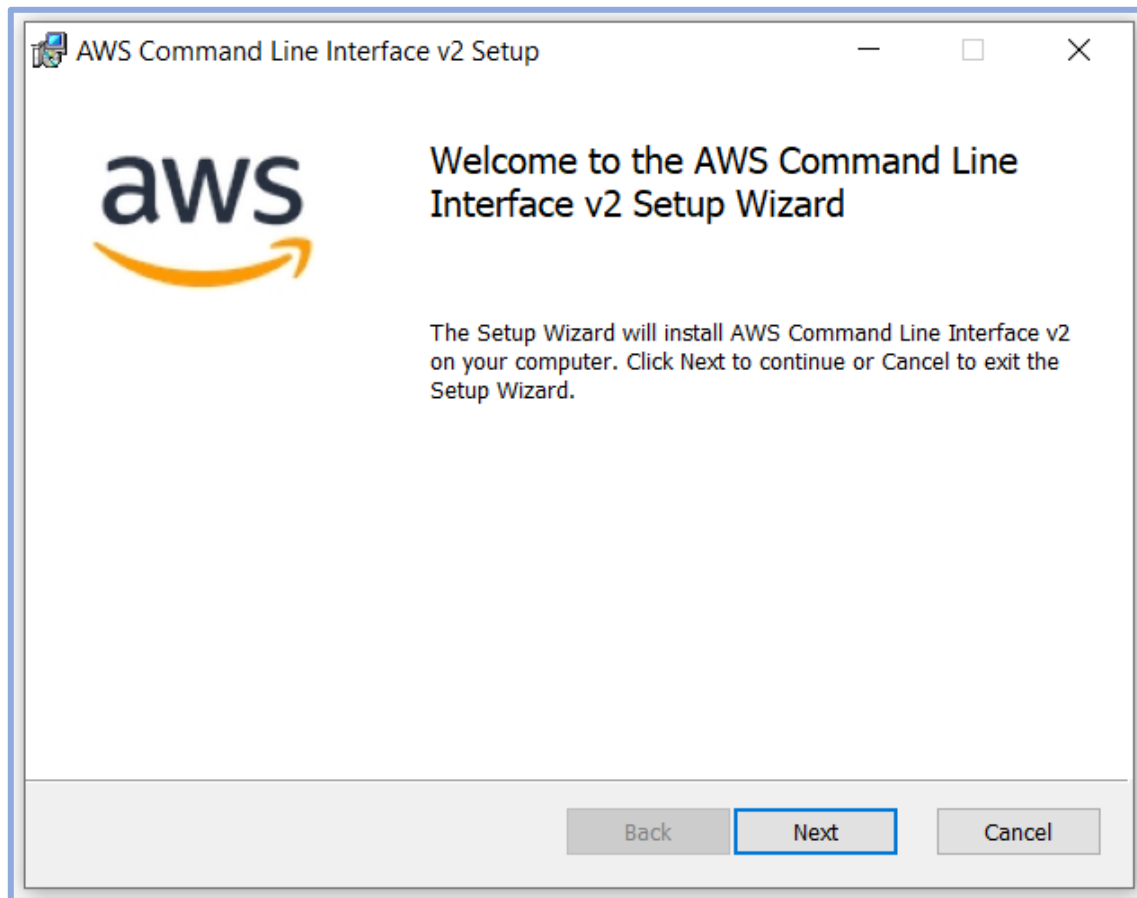 AWS Command Line Interface v2 Setup
aws
Welcome to the AWS Command Line
Interface v2 Setup Wizard
The Setup Wizard will install AWS Command Line Interface v2
on your computer. Click Next to continue or Cancel to exit the
Setup Wizard.
Back
Next
Cancel